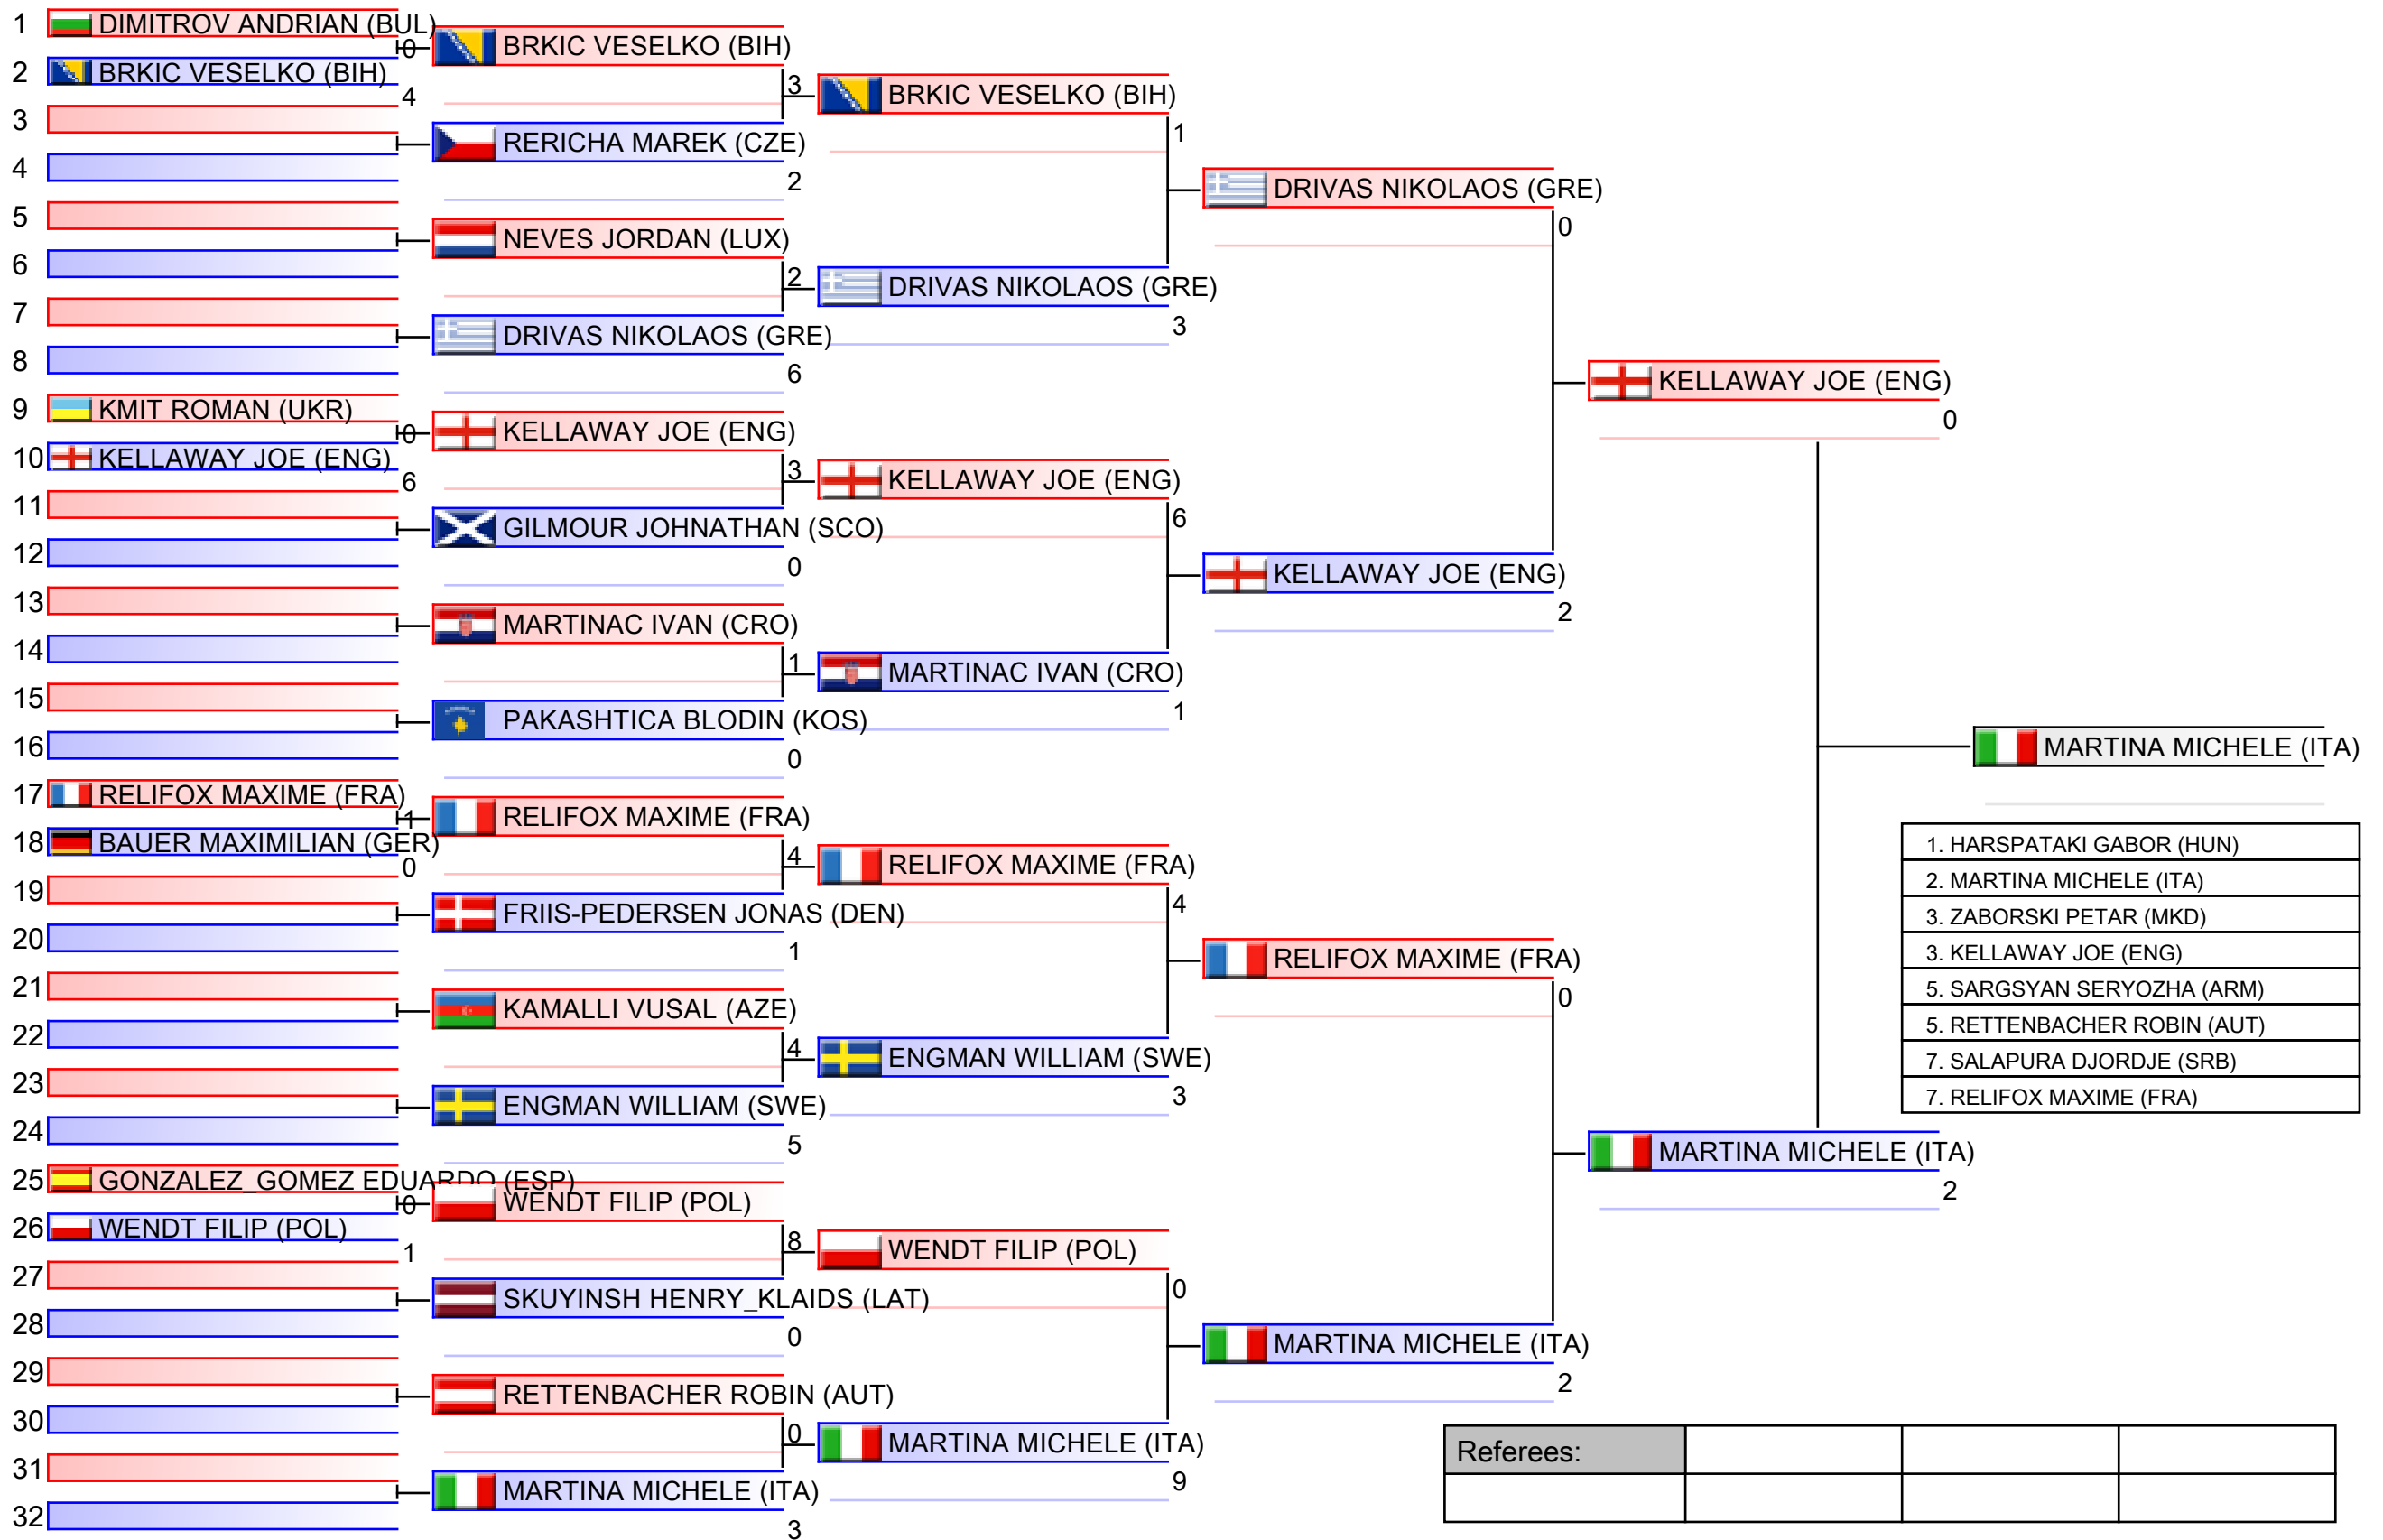 1 DIMITROV ANDRIAN (BUL)
0
2 BRKIC VESELKO (BIH)
4
3
4
5
6
7
8
9 KMIT ROMAN (UKR)
0
10 KELLAWAY JOE (ENG)
6
11
12
13
14
15
16
17 RELIFOX MAXIME (FRA)
1
18 BAUER MAXIMILIAN (GER)
0
19
20
21
22
23
24
25 GONZALEZ_GOMEZ EDUARDO (ESP)
0
26 WENDT FILIP (POL)
1
27
28
29
30
31
32
BRKIC VESELKO (BIH)
3
RERICHA MAREK (CZE)
2
NEVES JORDAN (LUX)
2
DRIVAS NIKOLAOS (GRE)
6
KELLAWAY JOE (ENG)
3
GILMOUR JOHNATHAN (SCO)
0
MARTINAC IVAN (CRO)
1
PAKASHTICA BLODIN (KOS)
0
RELIFOX MAXIME (FRA)
4
FRIIS-PEDERSEN JONAS (DEN)
1
KAMALLI VUSAL (AZE)
4
ENGMAN WILLIAM (SWE)
5
WENDT FILIP (POL)
8
SKUYINSH HENRY_KLAIDS (LAT)
0
RETTENBACHER ROBIN (AUT)
0
MARTINA MICHELE (ITA)
3
BRKIC VESELKO (BIH)
1
DRIVAS NIKOLAOS (GRE)
3
KELLAWAY JOE (ENG)
6
MARTINAC IVAN (CRO)
1
RELIFOX MAXIME (FRA)
4
ENGMAN WILLIAM (SWE)
3
WENDT FILIP (POL)
0
MARTINA MICHELE (ITA)
9
DRIVAS NIKOLAOS (GRE)
0
KELLAWAY JOE (ENG)
2
RELIFOX MAXIME (FRA)
0
MARTINA MICHELE (ITA)
2
KELLAWAY JOE (ENG)
0
MARTINA MICHELE (ITA)
2
MARTINA MICHELE (ITA)
1. HARSPATAKI GABOR (HUN)
2. MARTINA MICHELE (ITA)
3. ZABORSKI PETAR (MKD)
3. KELLAWAY JOE (ENG)
5. SARGSYAN SERYOZHA (ARM)
5. RETTENBACHER ROBIN (AUT)
7. SALAPURA DJORDJE (SRB)
7. RELIFOX MAXIME (FRA)
Referees: